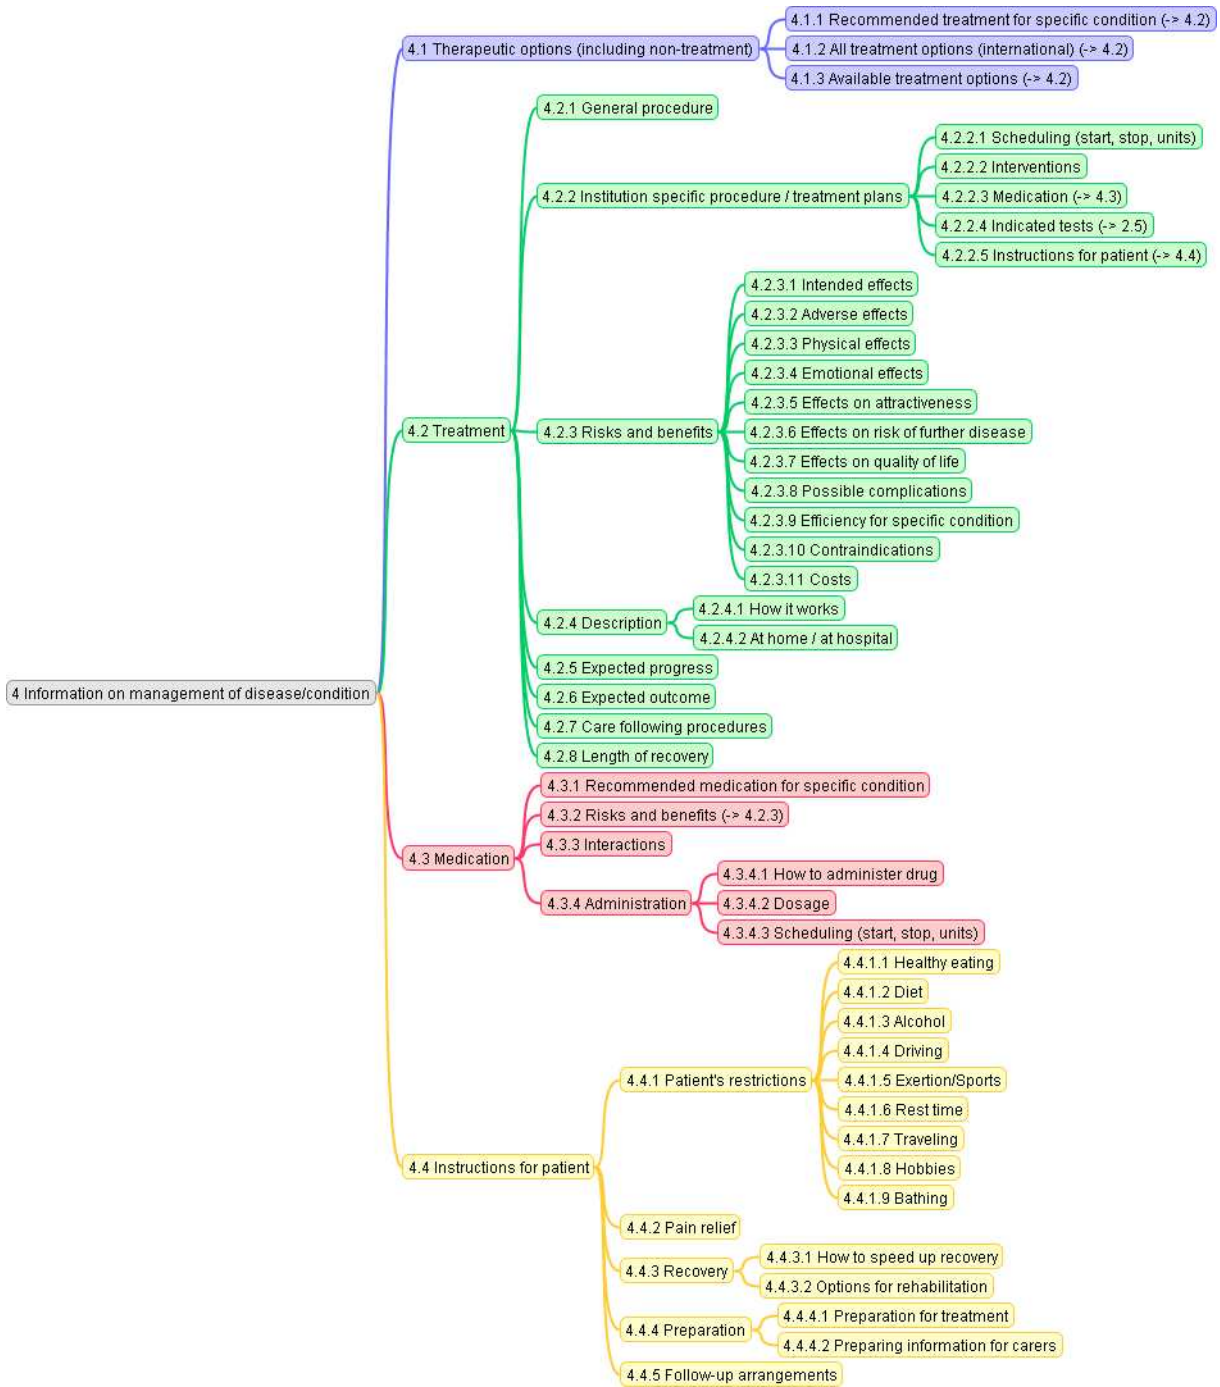 4 Information on management of disease/condition
4.1 Therapeutic options (including non-treatment)
4.1.1 Recommended treatment for specific condition (-> 4.2)
4.1.2 All treatment options (international) (-> 4.2)
4.1.3 Available treatment options (-> 4.2)
4.2 Treatment
4.2.1 General procedure
4.2.2 Institution specific procedure / treatment plans
4.2.2.1 Scheduling (start, stop, units)
4.2.2.2 Interventions
4.2.2.3 Medication (-> 4.3)
4.2.2.4 Indicated tests (-> 2.5)
4.2.2.5 Instructions for patient (-> 4.4)
4.2.3 Risks and benefits
4.2.3.1 Intended effects
4.2.3.2 Adverse effects
4.2.3.3 Physical effects
4.2.3.4 Emotional effects
4.2.3.5 Effects on attractiveness
4.2.3.6 Effects on risk of further disease
4.2.3.7 Effects on quality of life
4.2.3.8 Possible complications
4.2.3.9 Efficiency for specific condition
4.2.3.10 Contraindications
4.2.3.11 Costs
4.2.4 Description
4.2.4.1 How it works
4.2.4.2 At home / at hospital
4.2.5 Expected progress
4.2.6 Expected outcome
4.2.7 Care following procedures
4.2.8 Length of recovery
4.3 Medication
4.3.1 Recommended medication for specific condition
4.3.2 Risks and benefits (-> 4.2.3)
4.3.3 Interactions
4.3.4 Administration
4.3.4.1 How to administer drug
4.3.4.2 Dosage
4.3.4.3 Scheduling (start, stop, units)
4.4 Instructions for patient
4.4.1 Patient's restrictions
4.4.1.1 Healthy eating
4.4.1.2 Diet
4.4.1.3 Alcohol
4.4.1.4 Driving
4.4.1.5 Exertion/Sports
4.4.1.6 Rest time
4.4.1.7 Traveling
4.4.1.8 Hobbies
4.4.1.9 Bathing
4.4.2 Pain relief
4.4.3 Recovery
4.4.3.1 How to speed up recovery
4.4.3.2 Options for rehabilitation
4.4.4 Preparation
4.4.4.1 Preparation for treatment
4.4.4.2 Preparing information for carers
4.4.5 Follow-up arrangements